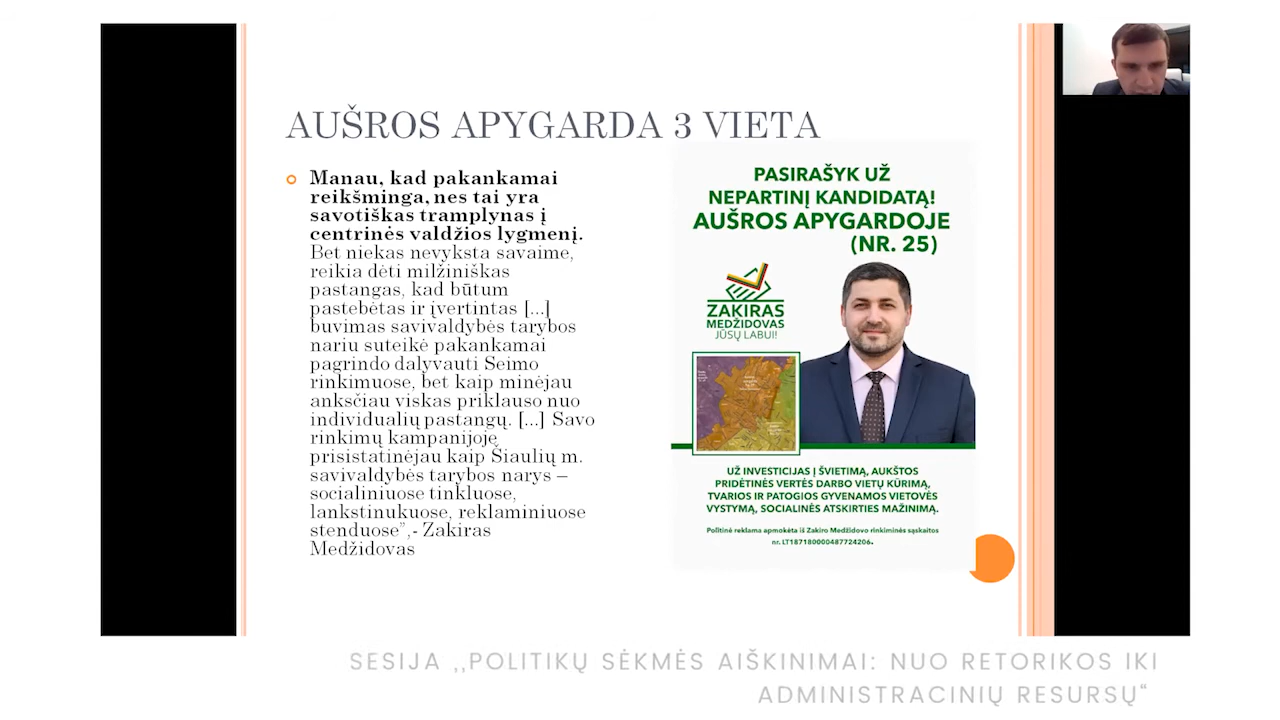 AUŠROS APYGARDA 3 VIETA
Manau, kad pakankamai
reikšminga, nes tai yra
savotiškas tramplynas į
centrinės valdžios lygmenį.
Bet niekas nevyksta savaime,
reikia dėti milžiniškas
pastangas, kad būtum
pastebėtas ir įvertintas [...]
buvimas savivaldybės tarybos
nariu suteikė pakankamai
pagrindo dalyvauti Seimo
rinkimuose, bet kaip minėjau
anksčiau viskas priklauso nuo
individualių pastangų. [...] Savo
rinkimų kampanijoje
prisistatinėjau kaip Šiaulių m.
savivaldybės tarybos narys –
socialiniuose tinkluose,
lankstinukuose, reklaminiuose
stenduose”,- Zakiras
Medžidovas
PASIRAŠYK UŽ
NEPARTINĮ KANDIDATĄ!
AUŠROS APYGARDOJE
(NR. 25)
ZAKIRAS
MEDŽIDOVAS
JŪSŲ LABUI!
UŽ INVESTICIJAS Į ŠVIETIMĄ, AUKŠTOS
PRIDĖTINĖS VERTĖS DARBO VIETŲ KŪRIMĄ,
TVARIOS IR PATOGIOS GYVENAMOS VIETOVĖS
VYSTYMĄ, SOCIALINĖS ATSKIRTIES MAŽINIMĄ.
Politinė reklama apmokėta iš Zakiro Medžidovo rinkiminės sąskaitos
nr. LT187180000487724206.
SESIJA ,,POLITIKŲ SĖKMĖS AIŠKINIMAI: NUO RETORIKOS IKI
ADMINISTRACINIŲ RESURSŲ“